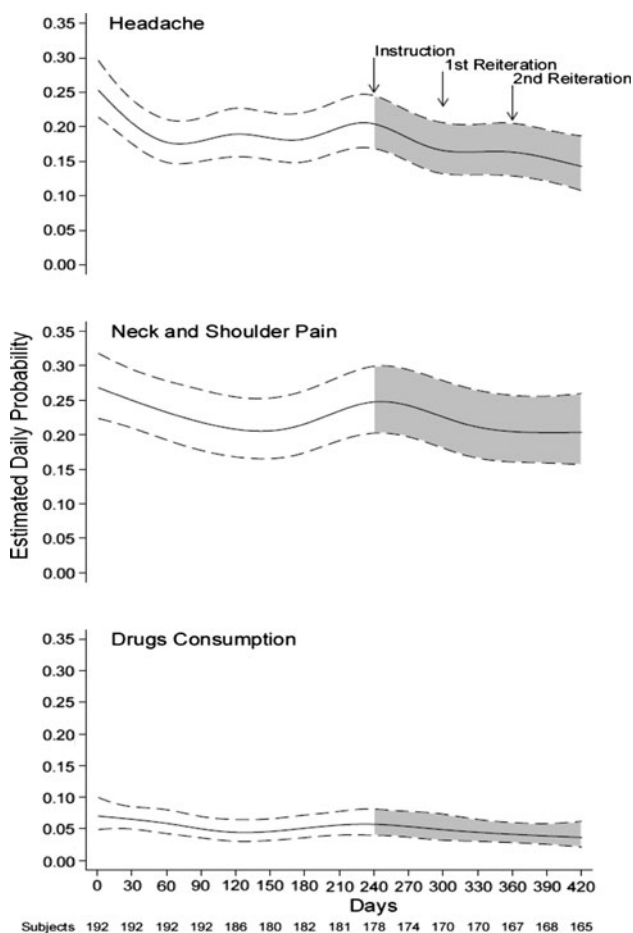 Headache
Instruction
1st Reiteration
2nd Reiteration
0.35
0.30
0.25
0.20
0.15
0.10
0.05
0.00
Estimated Daily Probability
Neck and Shoulder Pain
0.35
0.30
0.25
0.20
0.15
0.10
0.05
0.00
Drugs Consumption
0.35
0.30
0.25
0.20
0.15
0.10
0.05
0.00
0 30 60 90 120 150 180 210 240 270 300 330 360 390 420
Days
Subjects 192 192 192 192 186 180 182 181 178 174 170 170 167 168 165